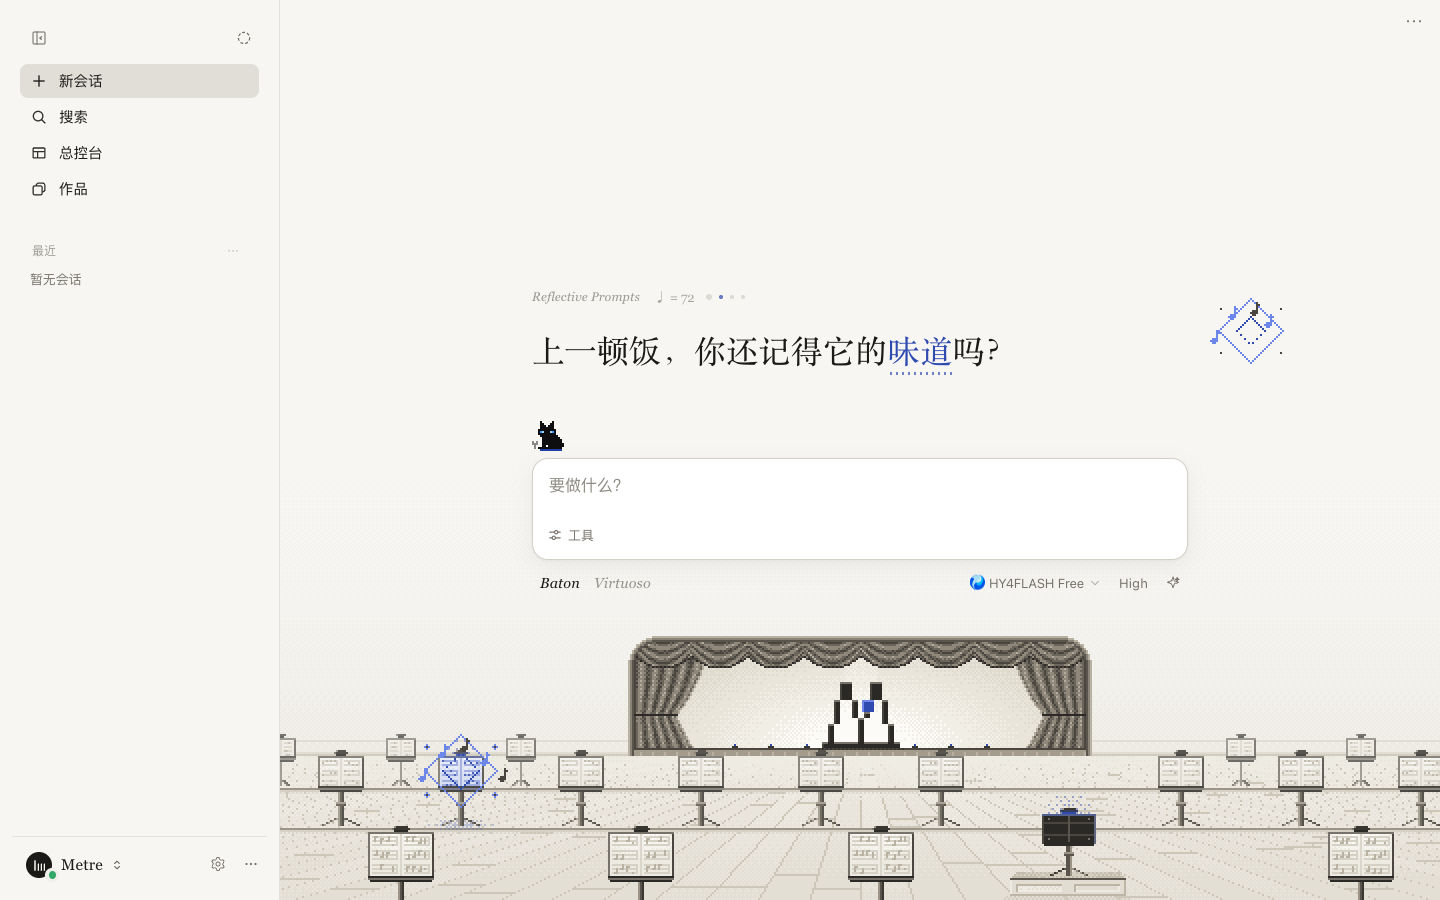 新会话
搜索
总控台
作品
最近
暂无会话
Metre
Reflective Prompts ♩ = 72
上一顿饭，你还记得它的味道吗?
要做什么?
工具
Baton Virtuoso
HY4FLASH Free High